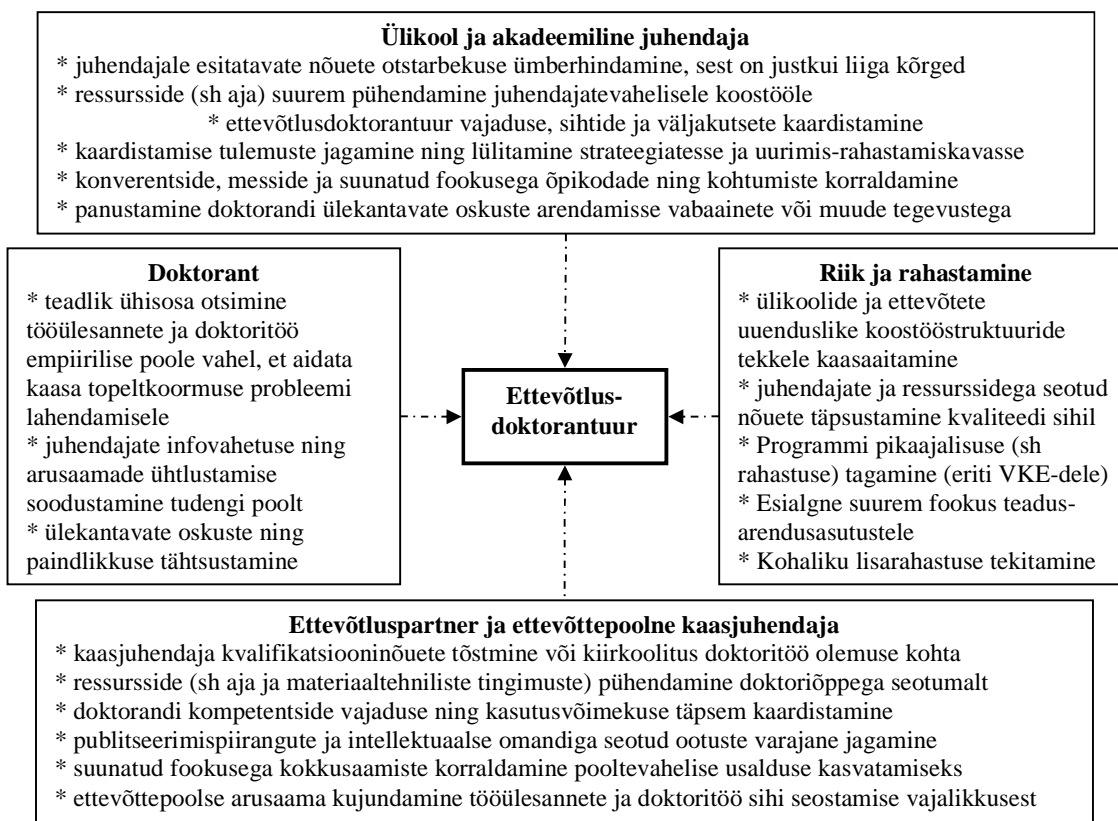 Ülikool ja akadeemiline juhendaja
* juhendajale esitatavate nõuete otstarbekuse ümberhindamine, sest on justkui liiga kõrged
* ressursside (sh aja) suurem pühendamine juhendajatevahelisele koostööle
* ettevõtlusdoktorantuur vajaduse, sihtide ja väljakutsete kaardistamine
* kaardistamise tulemuste jagamine ning lülitamine strateegiatesse ja uurimis-rahastamiskavasse
* konverentside, messide ja suunatud fookusega õpikodade ning kohtumiste korraldamine
* panustamine doktorandi ülekantavate oskuste arendamisse vabaainete või muude tegevustega
Doktorant
* teadlik ühisosa otsimine
tööülesannete ja doktoritöö
empiirilise poole vahel, et aidata
kaasa topeltkoormuse probleemi
lahendamisele
* juhendajate infovahetuse ning
arusaamade ühtlustamise
soodustamine tudengi poolt
* ülekantavate oskuste ning
paindlikkuse tähtsustamine
Ettevõtlus-
doktorantuur
Riik ja rahastamine
* ülikoolide ja ettevõtete
uuenduslike koostööstruktuuride
tekkele kaasaaitamine
* juhendajate ja ressurssidega seotud
nõuete täpsustamine kvaliteedi sihil
* Programmi pikaajalisuse (sh
rahastuse) tagamine (eriti VKE-dele)
* Esialgne suurem fookus teadus-
arendusasutustele
* Kohaliku lisarahastuse tekitamine
Ettevõtluspartner ja ettevõttepoolne kaasjuhendaja
* kaasjuhendaja kvalifikatsiooninõuete tõstmine või kiirkoolitus doktoritöö olemuse kohta
* ressursside (sh aja ja materiaaltehniliste tingimuste) pühendamine doktoriõppega seotumalt
* doktorandi kompetentside vajaduse ning kasutusvõimekuse täpsem kaardistamine
* publitseerimispiirangute ja intellektuaalse omandiga seotud ootuste varajane jagamine
* suunatud fookusega kokkusaamiste korraldamine pooltevahelise usalduse kasvatamiseks
* ettevõttepoolse arusaama kujundamine tööülesannete ja doktoritöö sihi seostamise vajalikkusest